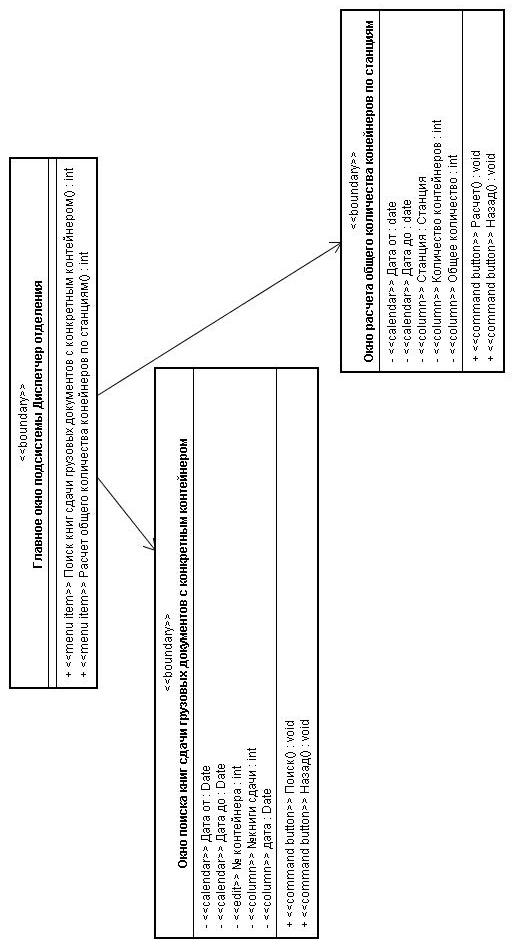 <<boundary>>
Главное окно подсистемы Диспетчер отделения
+ <<menu item>> Поиск книг сдачи грузовых документов с конкретным контейнером() : int
+ <<menu item>> Расчет общего количества конейнеров по станциям() : int
<<boundary>>
Окно поиска книг сдачи грузовых документов с конкретным контейнером
- <<calendar>> Дата от : Date
- <<calendar>> Дата до : Date
- <<edit>> № контейнера : int
- <<column>> №книги сдачи : int
- <<column>> дата : Date
+ <<command button>> Поиск() : void
+ <<command button>> Назад() : void
<<boundary>>
Окно расчета общего количества конейнеров по станциям
- <<calendar>> Дата от : date
- <<calendar>> Дата до : date
- <<column>> Станция : Станция
- <<column>> Количество контейнеров : int
- <<column>> Общее количество : int
+ <<command button>> Расчет() : void
+ <<command button>> Назад() : void